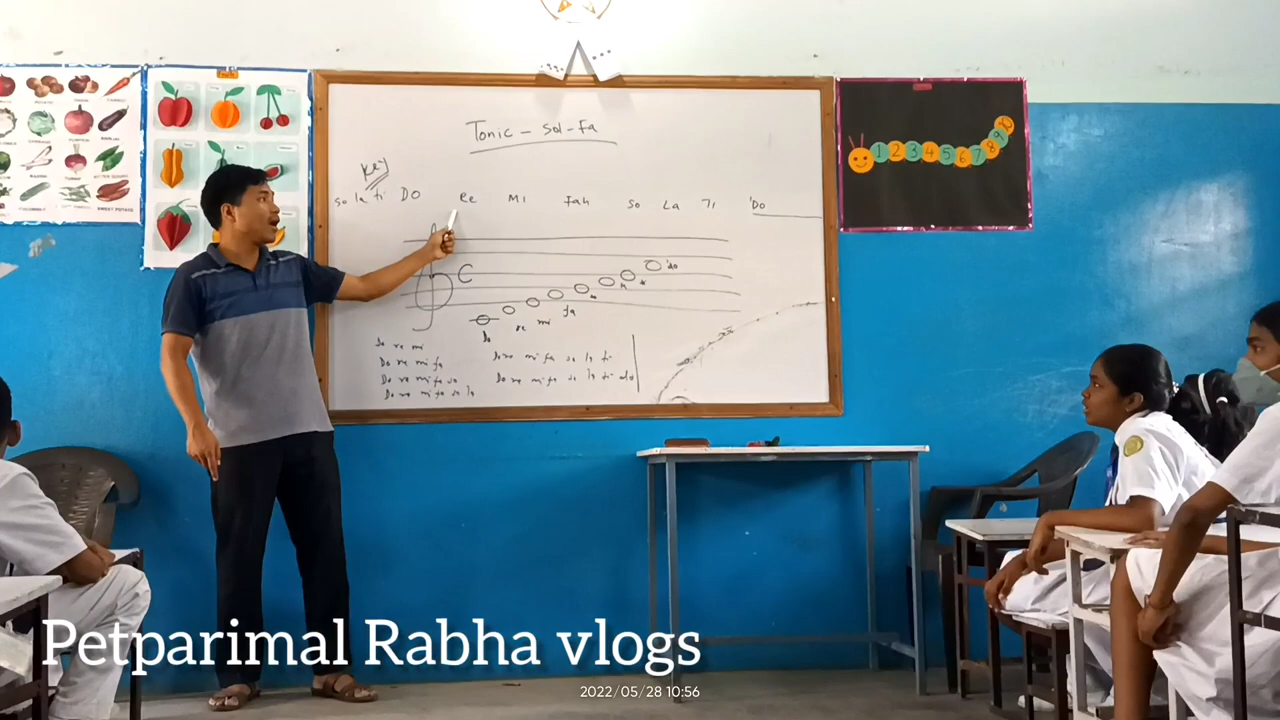 Tonic - Sol-Fa
Key
so la ti DO Re MI Fah So La TI 'Do
C
'do
do re mi fa
Do re mi
Do re mi fa
Do re mi fa so
Do re mi fa so la
Do re mi fa so la ti
Do re mi fa so la ti do
1 2 3 4 5 6 7 8 9
SWEET POTATO
Petparimal Rabha vlogs
2022/05/28 10:56